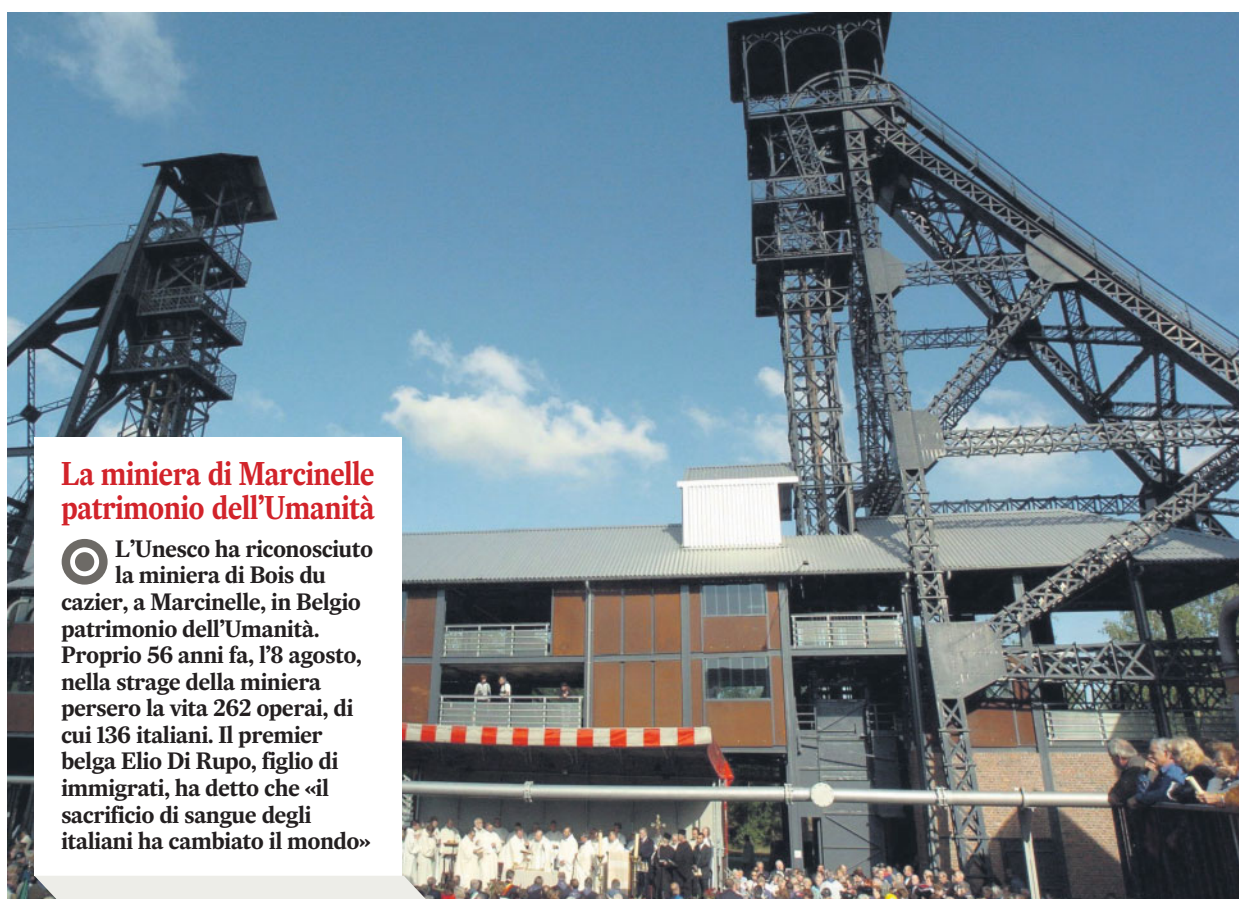 La miniera di Marcinelle
patrimonio dell’Umanità
L’Unesco ha riconosciuto
la miniera di Bois du
cazier, a Marcinelle, in Belgio
patrimonio dell’Umanità.
Proprio 56 anni fa, l’8 agosto,
nella strage della miniera
persero la vita 262 operai, di
cui 136 italiani. Il premier
belga Elio Di Rupo, figlio di
immigrati, ha detto che «il
sacrificio di sangue degli
italiani ha cambiato il mondo»